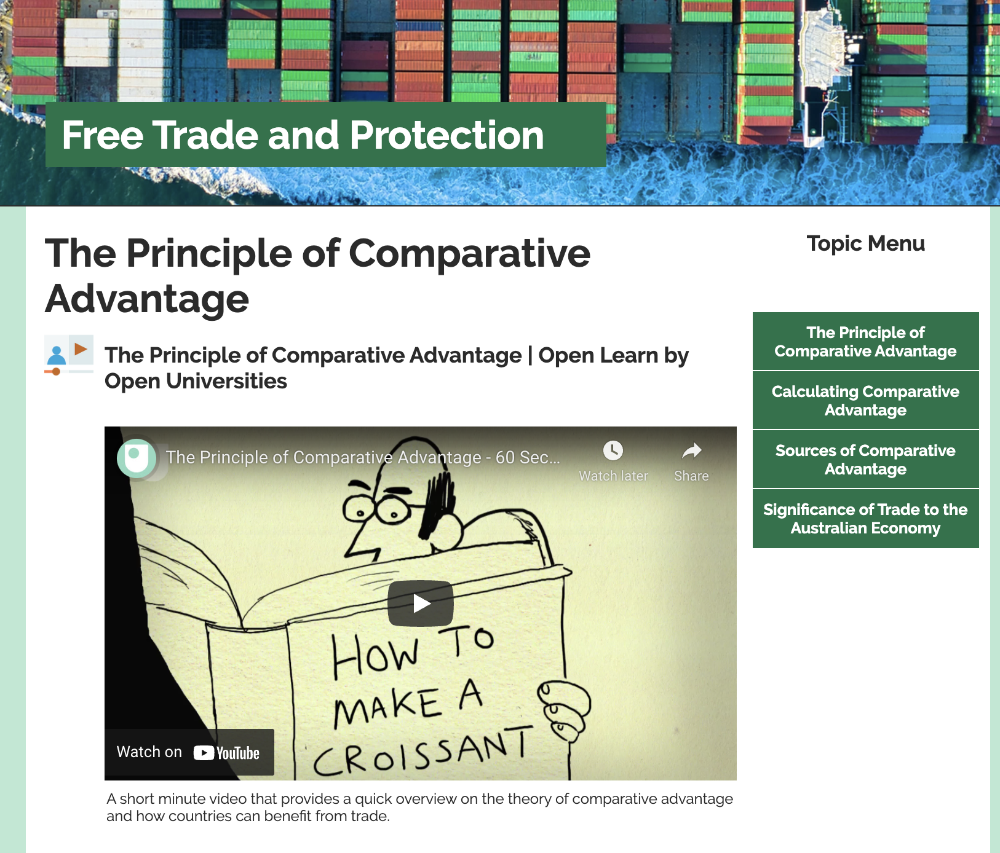 Free Trade and Protection
The Principle of Comparative
Advantage
Topic Menu
The Principle of Comparative Advantage | Open Learn by
Open Universities
The Principle of
Comparative Advantage
Calculating Comparative
Advantage
Sources of Comparative
Advantage
Significance of Trade to the
Australian Economy
The Principle of Comparative Advantage - 60 Sec...
Watch later
Share
HOW TO
MAKE A
CROISSANT
Watch on YouTube
A short minute video that provides a quick overview on the theory of comparative advantage
and how countries can benefit from trade.